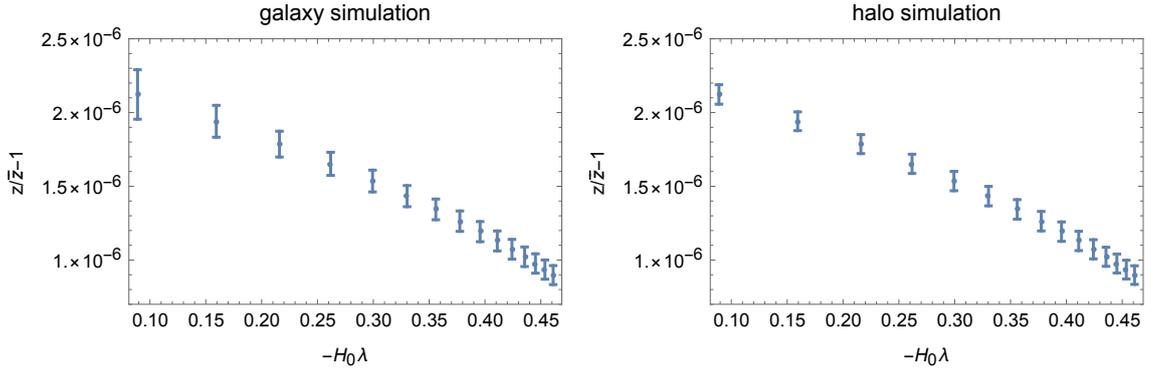 galaxy simulation
2.5×10⁻⁶
2.×10⁻⁶
1.5×10⁻⁶
1.×10⁻⁶
z/z̄−1
0.10 0.15 0.20 0.25 0.30 0.35 0.40 0.45
−H₀λ
halo simulation
2.5×10⁻⁶
2.×10⁻⁶
1.5×10⁻⁶
1.×10⁻⁶
z/z̄−1
0.10 0.15 0.20 0.25 0.30 0.35 0.40 0.45
−H₀λ